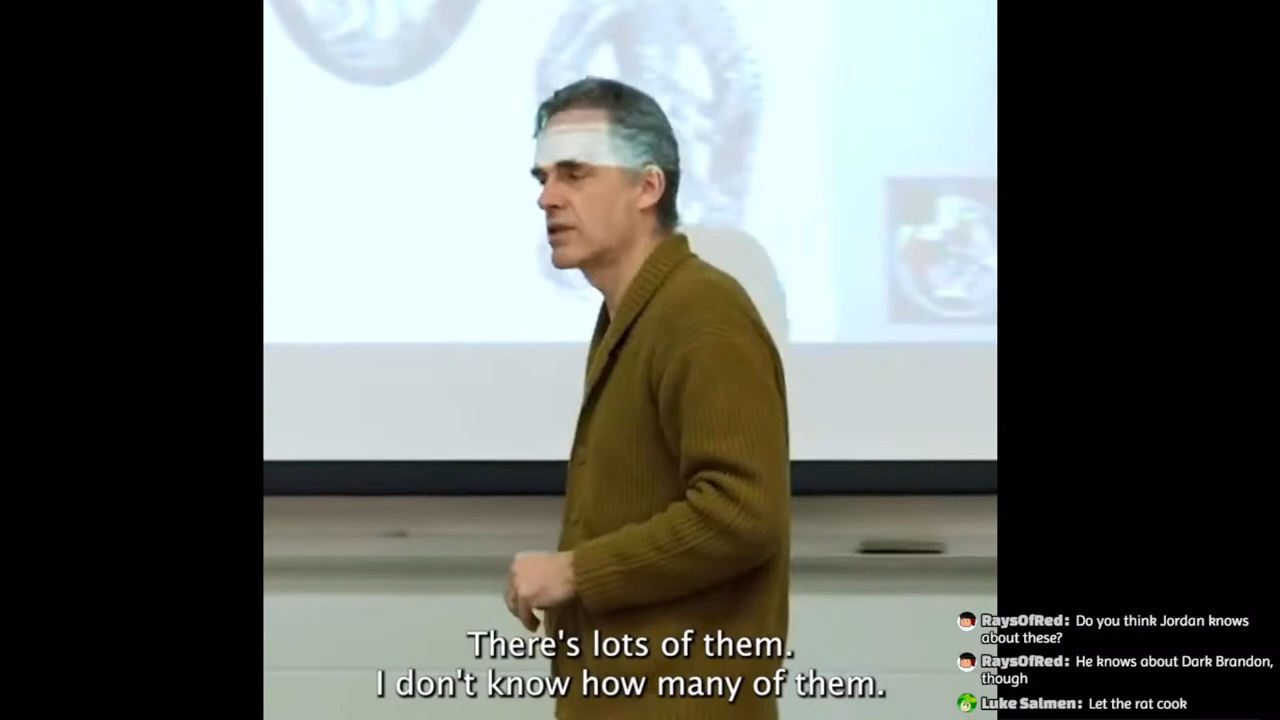 There's lots of them.
I don't know how many of them.
RaysOfRed: Do you think Jordan knows
about these?
RaysOfRed: He knows about Dark Brandon,
though
Luke Salmen: Let the rat cook